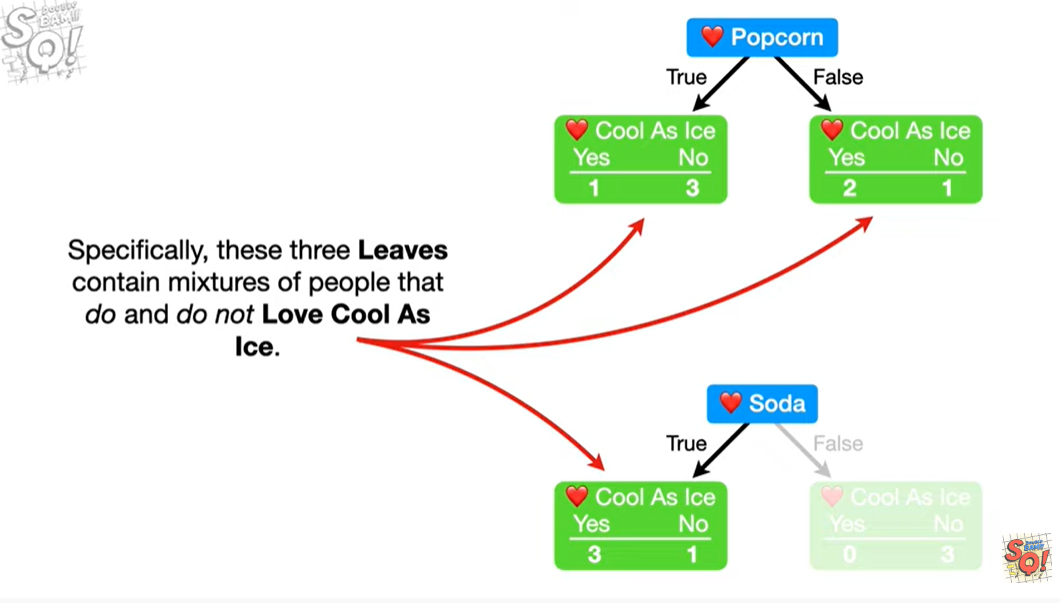 DOUBLE
BAM!!!
SQ!
❤️ Popcorn
True
False
❤️ Cool As Ice
Yes No
1 3
❤️ Cool As Ice
Yes No
2 1
Specifically, these three Leaves
contain mixtures of people that
do and do not Love Cool As
Ice.
❤️ Soda
True
False
❤️ Cool As Ice
Yes No
3 1
❤️ Cool As Ice
Yes No
0 3
DOUBLE
BAM!!!
SQ!